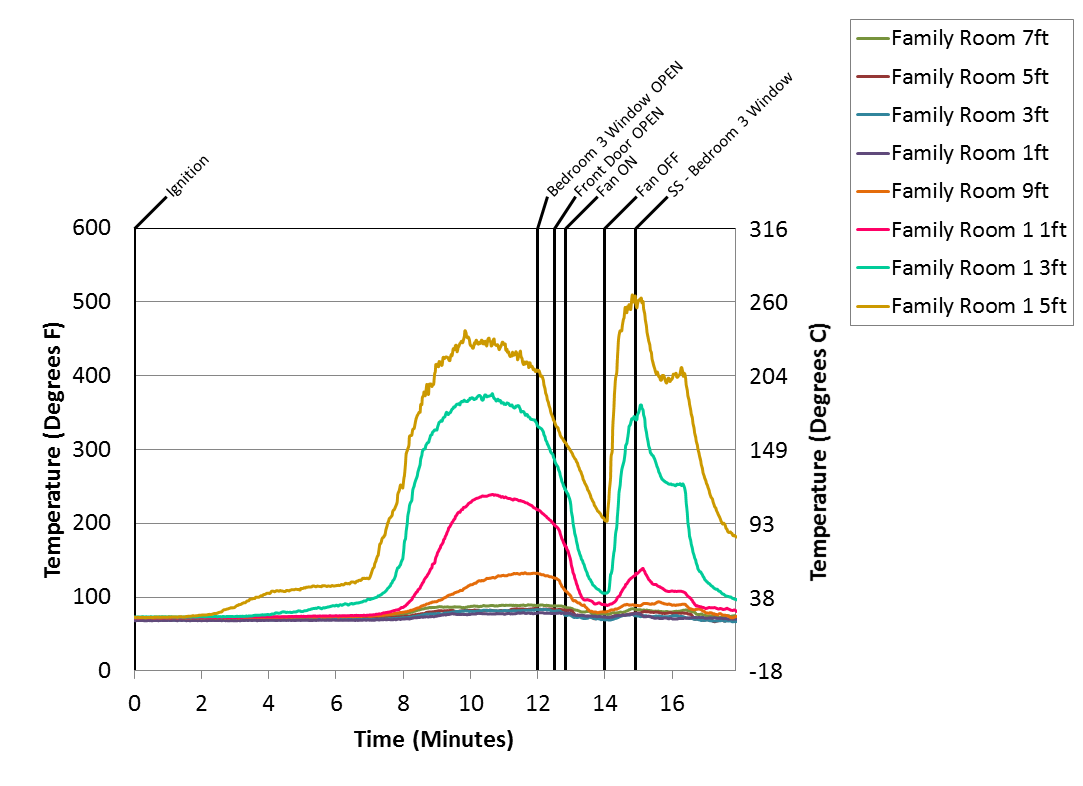 Ignition
Bedroom 3 Window OPEN
Front Door OPEN
Fan ON
Fan OFF
SS - Bedroom 3 Window
Family Room 7ft
Family Room 5ft
Family Room 3ft
Family Room 1ft
Family Room 9ft
Family Room 1 1ft
Family Room 1 3ft
Family Room 1 5ft
Temperature (Degrees F)
600
500
400
300
200
100
0
316
260
204
149
93
38
-18
Temperature (Degrees C)
0 2 4 6 8 10 12 14 16
Time (Minutes)